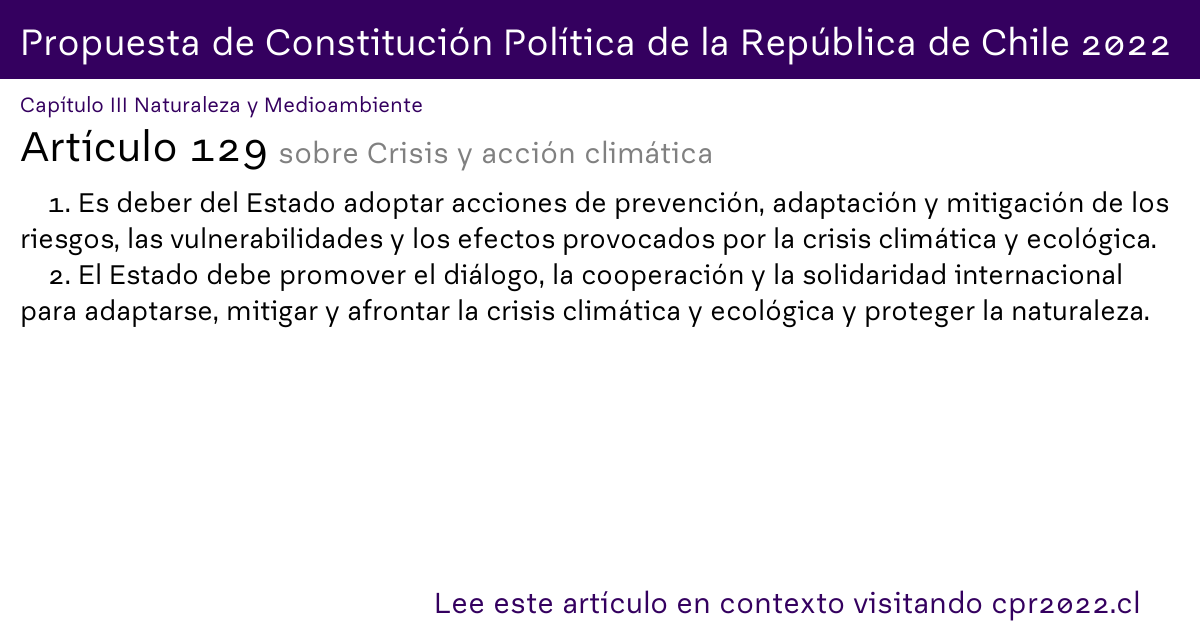 Propuesta de Constitución Política de la República de Chile 2022
Capítulo III Naturaleza y Medioambiente
Artículo 129 sobre Crisis y acción climática
1. Es deber del Estado adoptar acciones de prevención, adaptación y mitigación de los
riesgos, las vulnerabilidades y los efectos provocados por la crisis climática y ecológica.
2. El Estado debe promover el diálogo, la cooperación y la solidaridad internacional
para adaptarse, mitigar y afrontar la crisis climática y ecológica y proteger la naturaleza.
Lee este artículo en contexto visitando cpr2022.cl